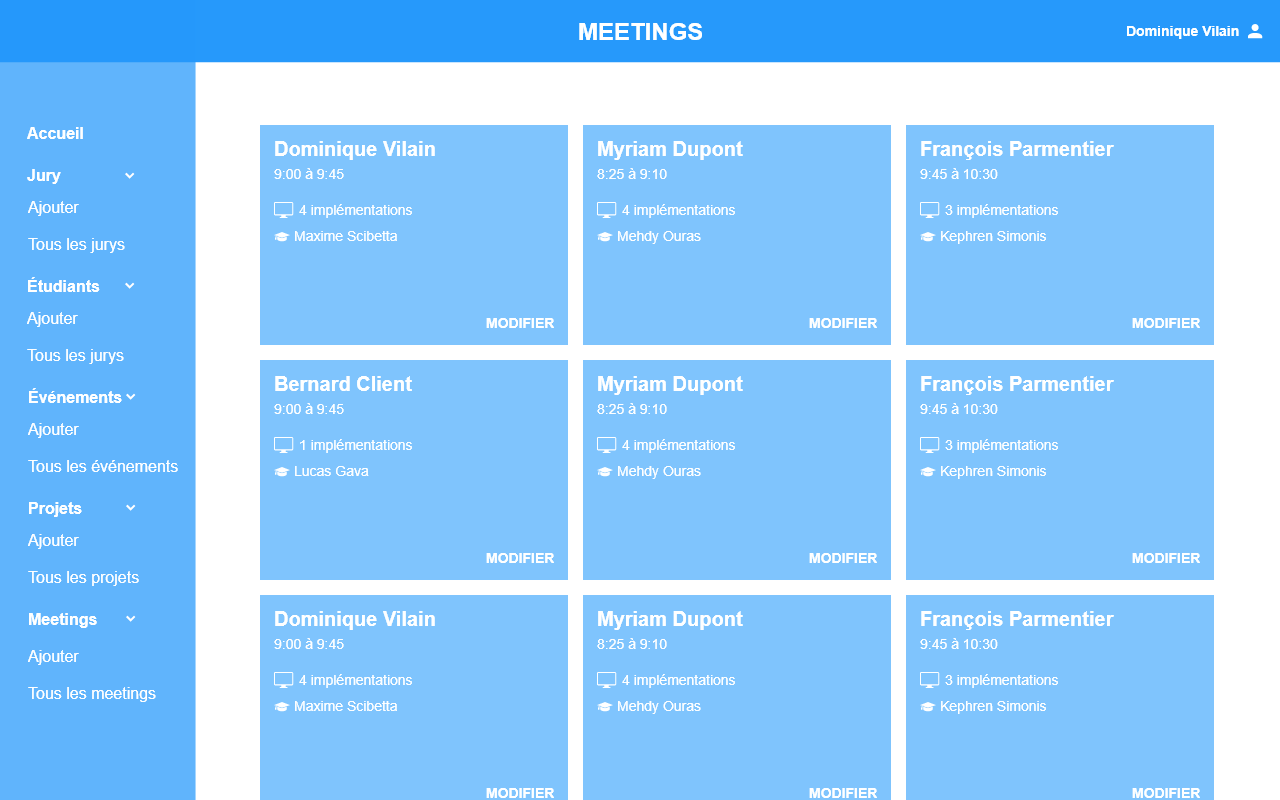 MEETINGS
Dominique Vilain
Accueil
Jury
Ajouter
Tous les jurys
Étudiants
Ajouter
Tous les jurys
Événements
Ajouter
Tous les événements
Projets
Ajouter
Tous les projets
Meetings
Ajouter
Tous les meetings
Dominique Vilain
9:00 à 9:45
4 implémentations
Maxime Scibetta
MODIFIER
Myriam Dupont
8:25 à 9:10
4 implémentations
Mehdy Ouras
MODIFIER
François Parmentier
9:45 à 10:30
3 implémentations
Kephren Simonis
MODIFIER
Bernard Client
9:00 à 9:45
1 implémentations
Lucas Gava
MODIFIER
Myriam Dupont
8:25 à 9:10
4 implémentations
Mehdy Ouras
MODIFIER
François Parmentier
9:45 à 10:30
3 implémentations
Kephren Simonis
MODIFIER
Dominique Vilain
9:00 à 9:45
4 implémentations
Maxime Scibetta
MODIFIER
Myriam Dupont
8:25 à 9:10
4 implémentations
Mehdy Ouras
MODIFIER
François Parmentier
9:45 à 10:30
3 implémentations
Kephren Simonis
MODIFIER